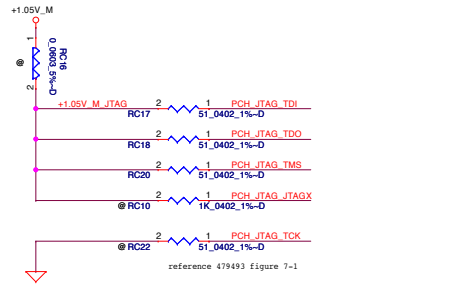 +1.05V_M
1
@
RC16
0_0603_5%~D
2
+1.05V_M_JTAG 2 1 PCH_JTAG_TDI
RC17 51_0402_1%~D
2 1 PCH_JTAG_TDO
RC18 51_0402_1%~D
2 1 PCH_JTAG_TMS
RC20 51_0402_1%~D
2 1 PCH_JTAG_JTAGX
@ RC10 1K_0402_1%~D
2 1 PCH_JTAG_TCK
@ RC22 51_0402_1%~D
reference 479493 figure 7-1